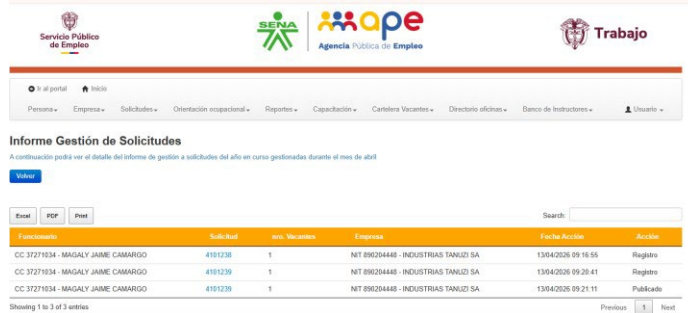 Servicio Público
de Empleo
SENA
ape
Agencia Pública de Empleo
Trabajo
Ir al portal Inicio
Persona Empresa Solicitudes Orientación ocupacional Reportes Capacitación Cartelera Vacantes Directorio oficinas Banco de Instructores Usuario
Informe Gestión de Solicitudes
A continuación podrá ver el detalle del informe de gestión a solicitudes del año en curso gestionadas durante el mes de abril
Volver
Excel PDF Print Search:
Funcionario Solicitud nro. Vacantes Empresa Fecha Acción Acción
CC 37271034 - MAGALY JAIME CAMARGO 4101238 1 NIT 890204448 - INDUSTRIAS TANUZI SA 13/04/2026 09:16:55 Registro
CC 37271034 - MAGALY JAIME CAMARGO 4101239 1 NIT 890204448 - INDUSTRIAS TANUZI SA 13/04/2026 09:20:41 Registro
CC 37271034 - MAGALY JAIME CAMARGO 4101239 1 NIT 890204448 - INDUSTRIAS TANUZI SA 13/04/2026 09:21:11 Publicado
Showing 1 to 3 of 3 entries Previous 1 Next